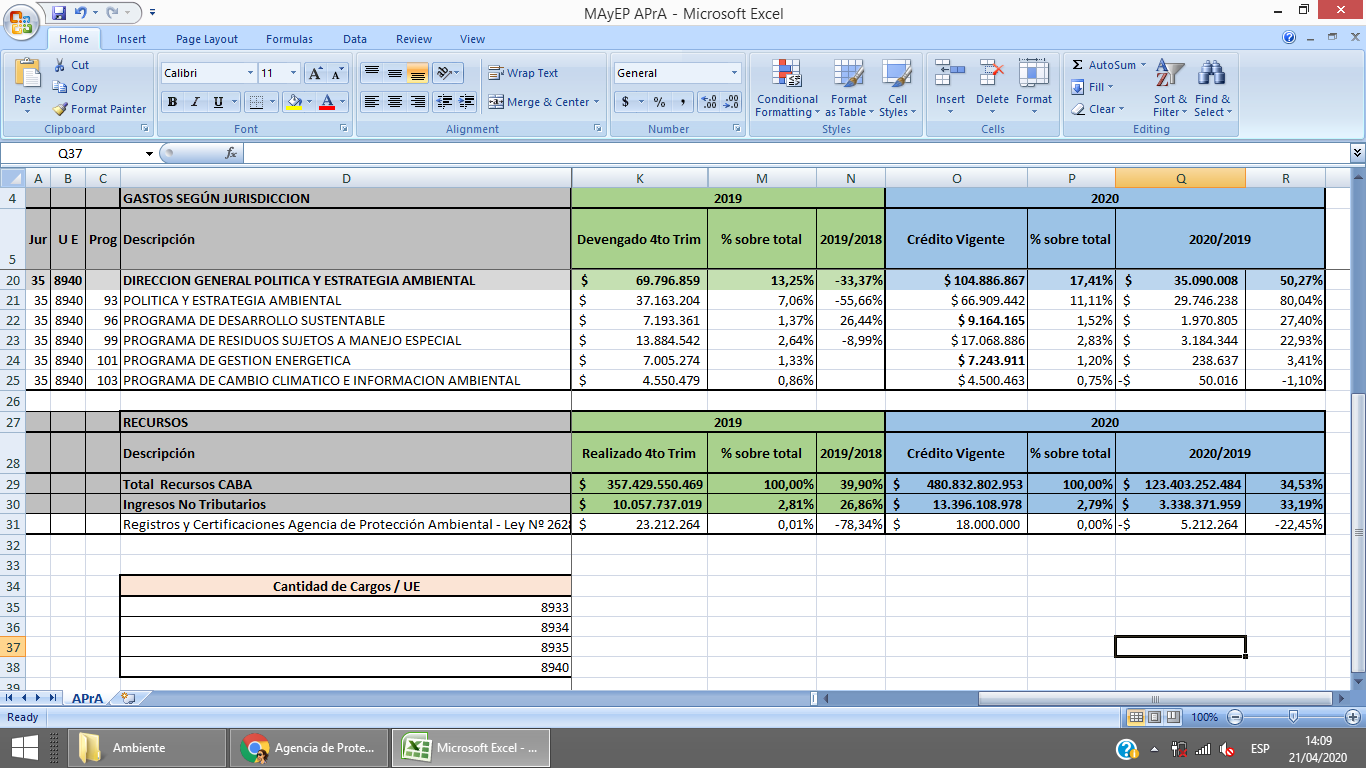 MAyEP APrA - Microsoft Excel
Home Insert Page Layout Formulas Data Review View
Paste Cut Copy Format Painter Clipboard
Calibri 11 A A B I U A Font
Wrap Text Merge & Center Alignment
General $ % , Number
Conditional Formatting Format as Table Cell Styles Styles
Insert Delete Format Cells
Σ AutoSum Fill Clear Sort & Filter Find & Select Editing
Q37 fx
A B C D K M N O P Q R
4 GASTOS SEGÚN JURISDICCION 2019 2020
5 Jur U E Prog Descripción Devengado 4to Trim % sobre total 2019/2018 Crédito Vigente % sobre total 2020/2019
20 35 8940 DIRECCION GENERAL POLITICA Y ESTRATEGIA AMBIENTAL $ 69.796.859 13,25% -33,37% $ 104.886.867 17,41% $ 35.090.008 50,27%
21 35 8940 93 POLITICA Y ESTRATEGIA AMBIENTAL $ 37.163.204 7,06% -55,66% $ 66.909.442 11,11% $ 29.746.238 80,04%
22 35 8940 96 PROGRAMA DE DESARROLLO SUSTENTABLE $ 7.193.361 1,37% 26,44% $ 9.164.165 1,52% $ 1.970.805 27,40%
23 35 8940 99 PROGRAMA DE RESIDUOS SUJETOS A MANEJO ESPECIAL $ 13.884.542 2,64% -8,99% $ 17.068.886 2,83% $ 3.184.344 22,93%
24 35 8940 101 PROGRAMA DE GESTION ENERGETICA $ 7.005.274 1,33% $ 7.243.911 1,20% $ 238.637 3,41%
25 35 8940 103 PROGRAMA DE CAMBIO CLIMATICO E INFORMACION AMBIENTAL $ 4.550.479 0,86% $ 4.500.463 0,75% -$ 50.016 -1,10%
26
27 RECURSOS 2019 2020
28 Descripción Realizado 4to Trim % sobre total 2019/2018 Crédito Vigente % sobre total 2020/2019
29 Total Recursos CABA $ 357.429.550.469 100,00% 39,90% $ 480.832.802.953 100,00% $ 123.403.252.484 34,53%
30 Ingresos No Tributarios $ 10.057.737.019 2,81% 26,86% $ 13.396.108.978 2,79% $ 3.338.371.959 33,19%
31 Registros y Certificaciones Agencia de Protección Ambiental - Ley Nº 262 $ 23.212.264 0,01% -78,34% $ 18.000.000 0,00% -$ 5.212.264 -22,45%
32
33
34 Cantidad de Cargos / UE
35 8933
36 8934
37 8935
38 8940
39
APrA
Ready 100%
Ambiente Agencia de Prote... Microsoft Excel - ... ESP 14:09
21/04/2020